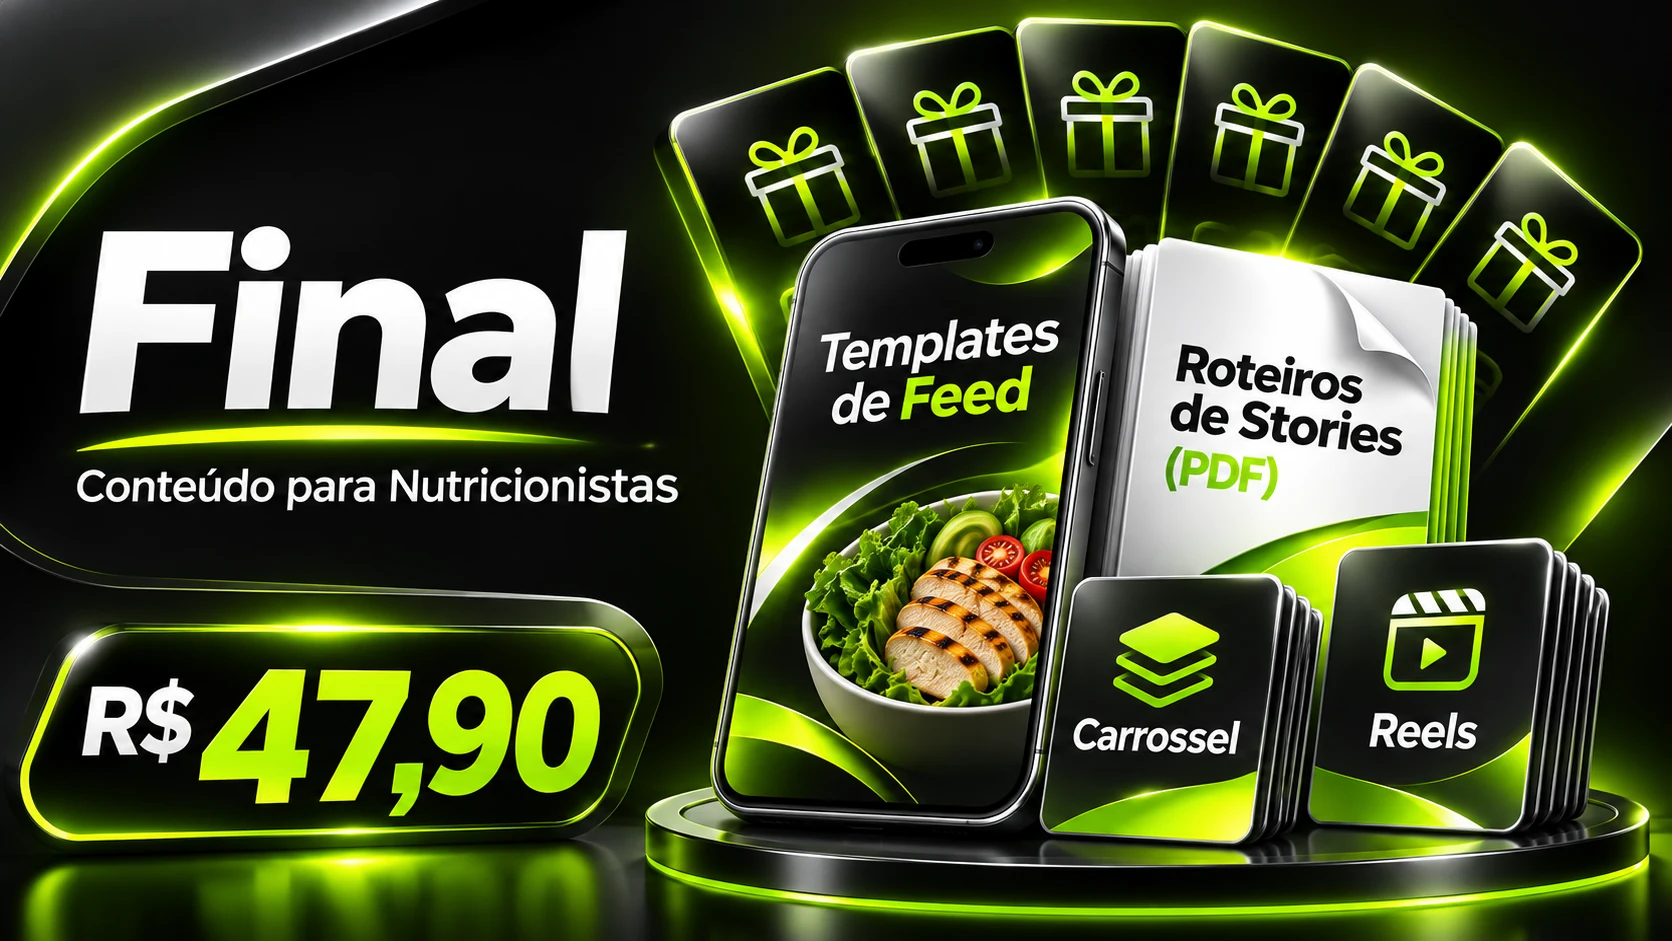 Final
Conteúdo para Nutricionistas
R$ 47,90
Templates
de Feed
Roteiros
de Stories
(PDF)
Carrossel
Reels